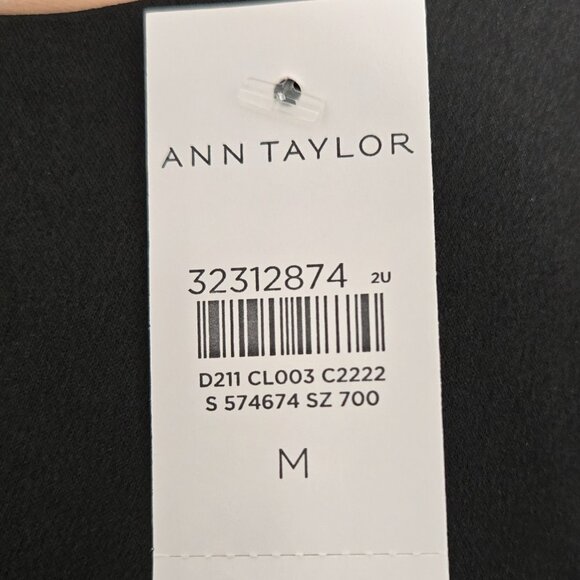 ANN TAYLOR
32312874 2U
D211 CL003 C2222
S 574674 SZ 700
M